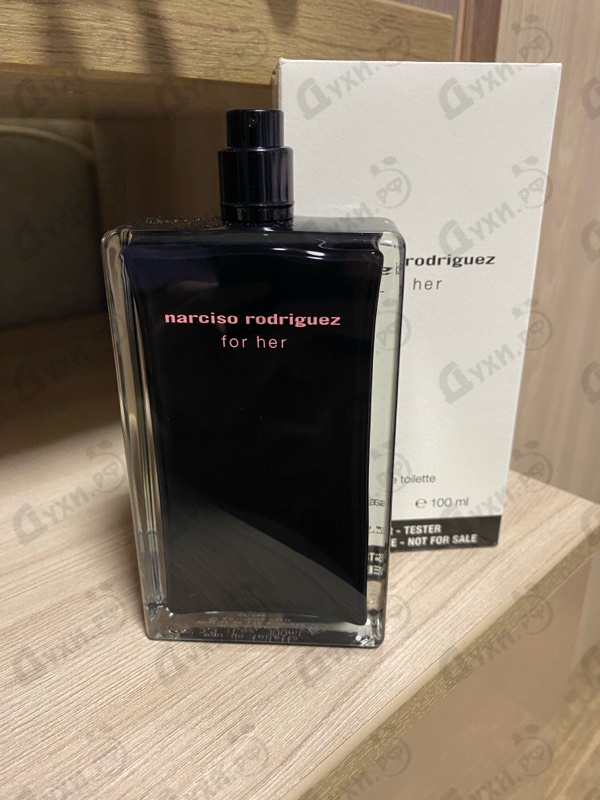 narciso rodriguez
for her
rodriguez
her
toilette
e 100 ml
- TESTER
E - NOT FOR SALE
Духи.РФ